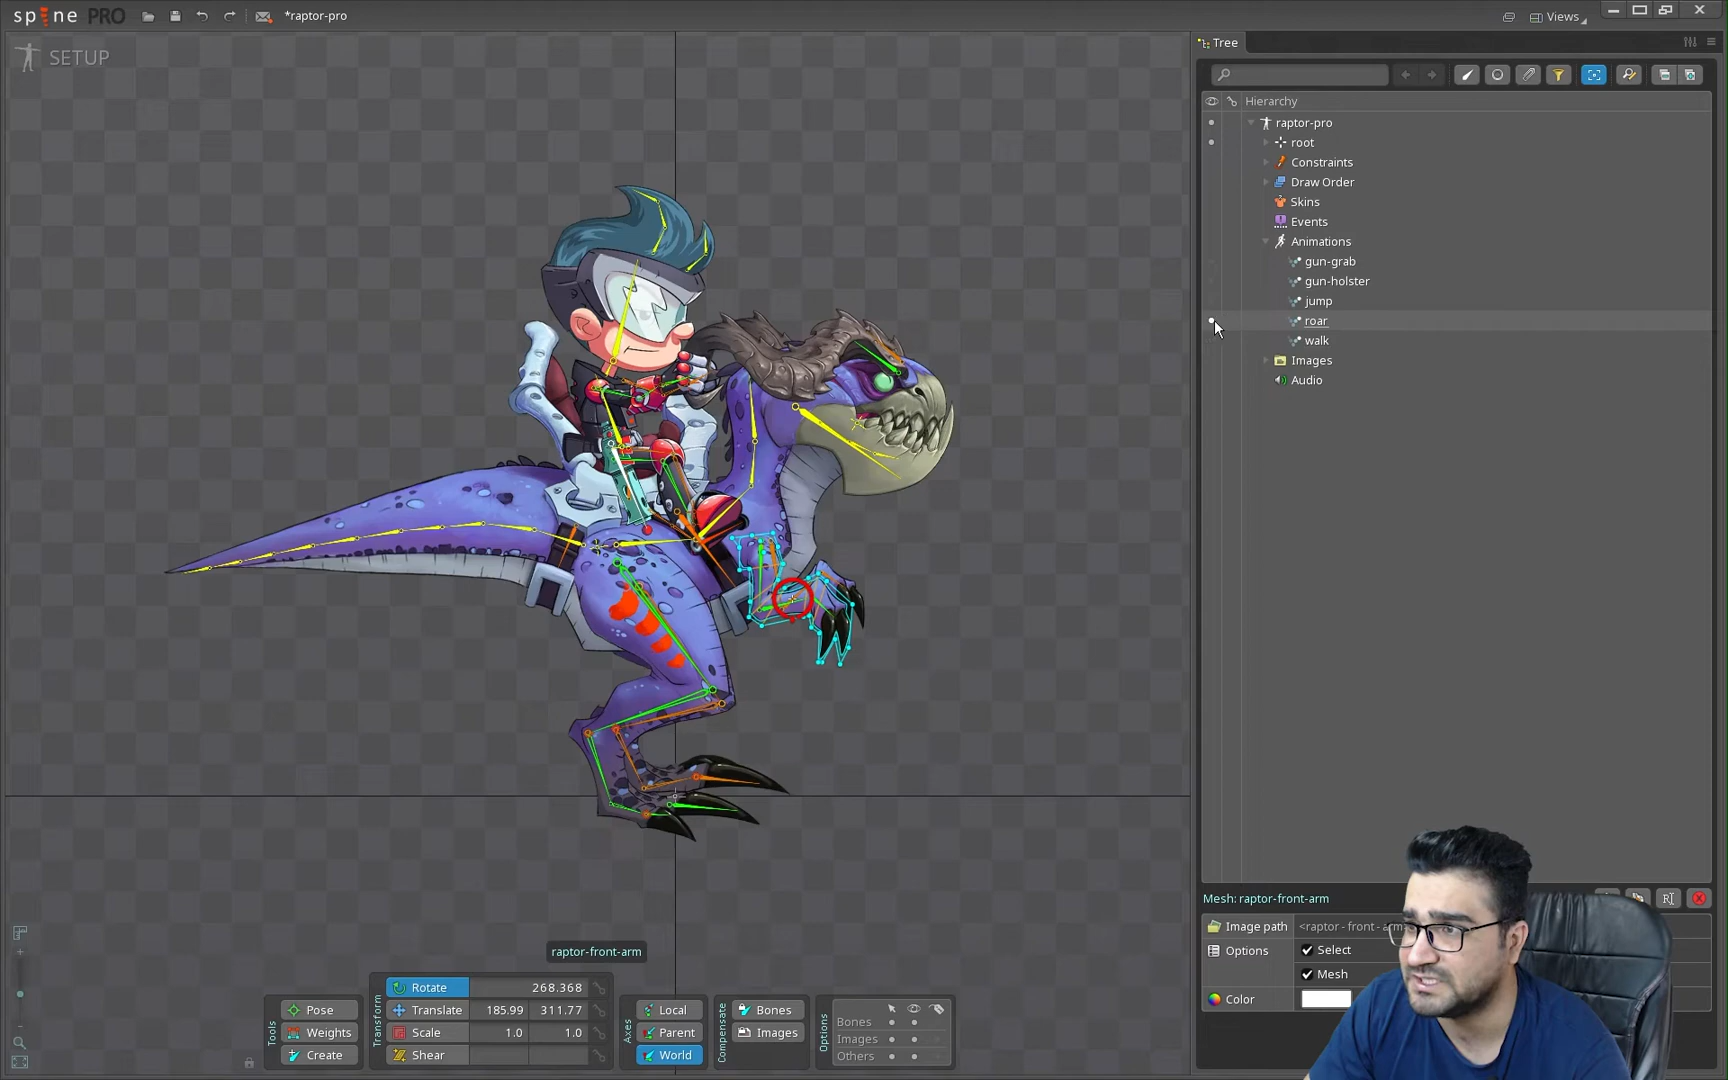 spine PRO
*raptor-pro
Views
SETUP
Tree
Hierarchy
raptor-pro
root
Constraints
Draw Order
Skins
Events
Animations
gun-grab
gun-holster
jump
roar
walk
Images
Audio
Mesh: raptor-front-arm
Image path <raptor - front - arm
Options Select
Mesh
Color
raptor-front-arm
Tools
Pose
Weights
Create
Transform
Rotate 268.368
Translate 185.99 311.77
Scale 1.0 1.0
Shear
Axes
Local
Parent
World
Compensate
Bones
Images
Options
Bones
Images
Others